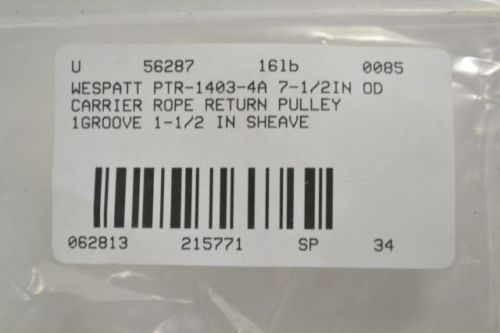 U 56287 16lb 0085
WESPATT PTR-1403-4A 7-1/2IN OD
CARRIER ROPE RETURN PULLEY
1GROOVE 1-1/2 IN SHEAVE
062813 215771 SP 34